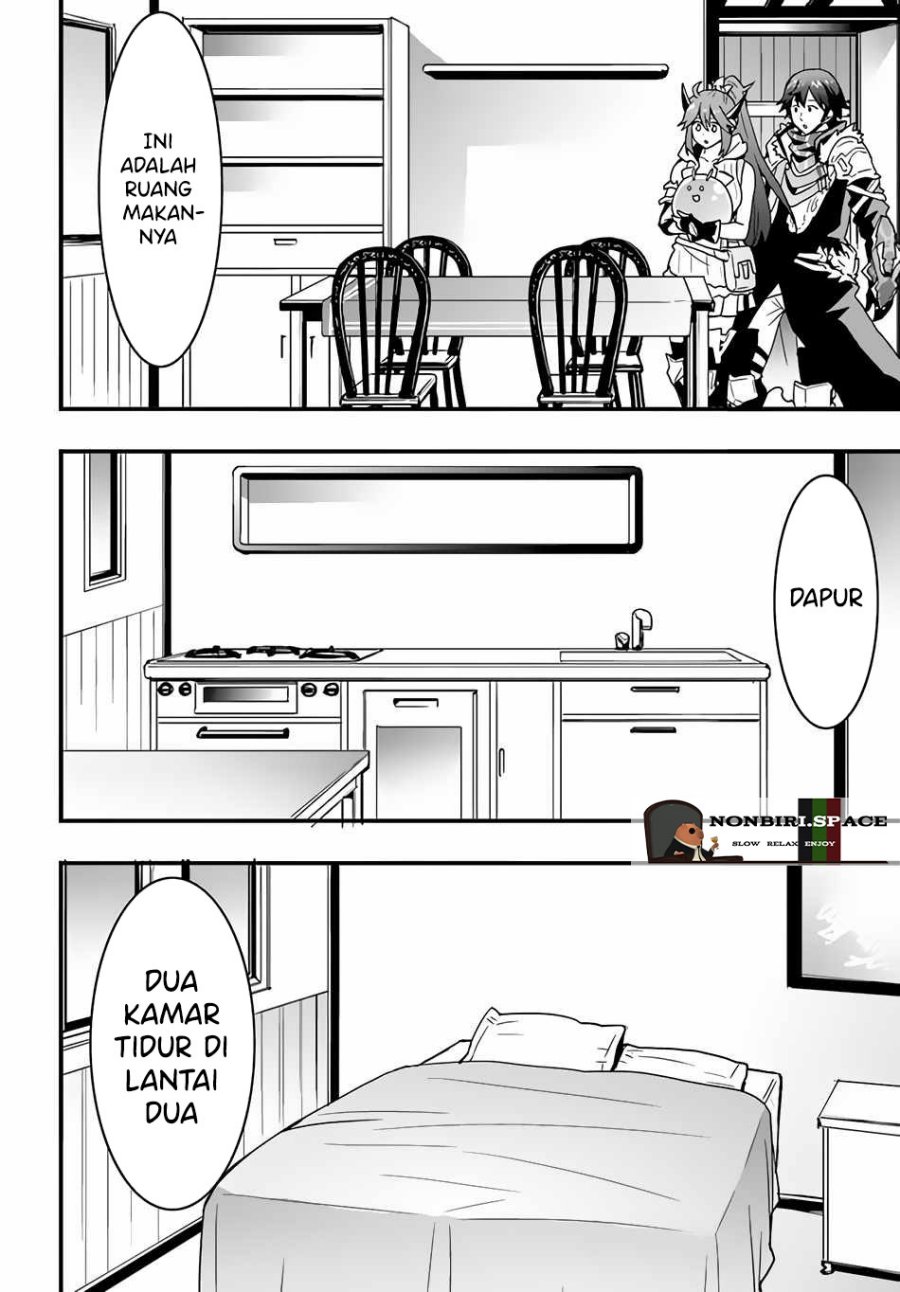 INI
ADALAH
RUANG
MAKAN-
NYA
DAPUR
NONBIRI.SPACE
SLOW RELAX ENJOY
DUA
KAMAR
TIDUR DI
LANTAI
DUA